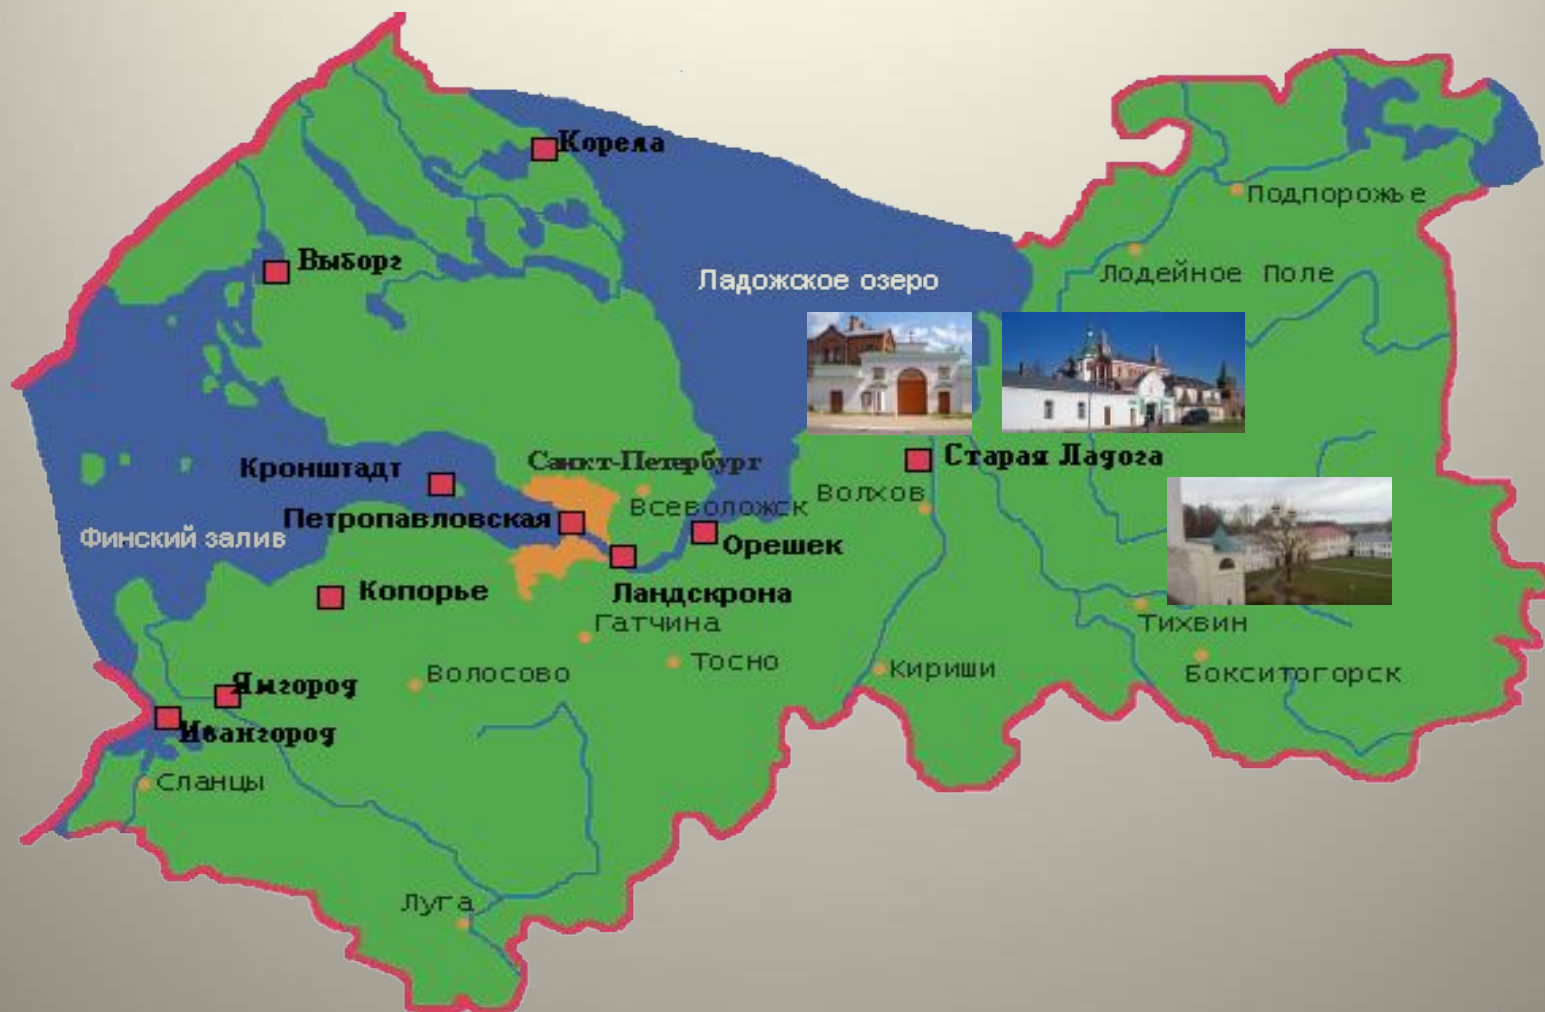 Корела
Подпорожье
Выборг
Лодейное Поле
Ладожское озеро
Старая Ладога
Санкт-Петербург
Кронштадт
Волхов
Всеволожск
Петропавловская
Финский залив
Орешек
Копорье
Ландскрона
Гатчина
Тихвин
Тосно
Кириши
Волосово
Бокситогорск
Ямгород
Ивангород
Сланцы
Луга